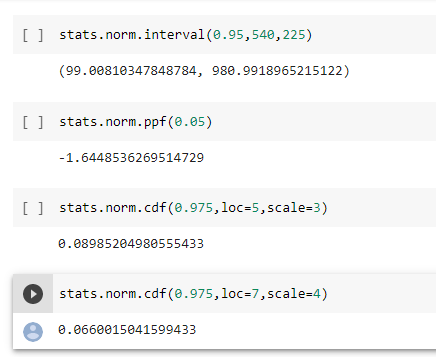 [ ] stats.norm.interval(0.95,540,225)
(99.00810347848784, 980.9918965215122)
[ ] stats.norm.ppf(0.05)
-1.6448536269514729
[ ] stats.norm.cdf(0.975,loc=5,scale=3)
0.08985204980555433
stats.norm.cdf(0.975,loc=7,scale=4)
0.0660015041599433